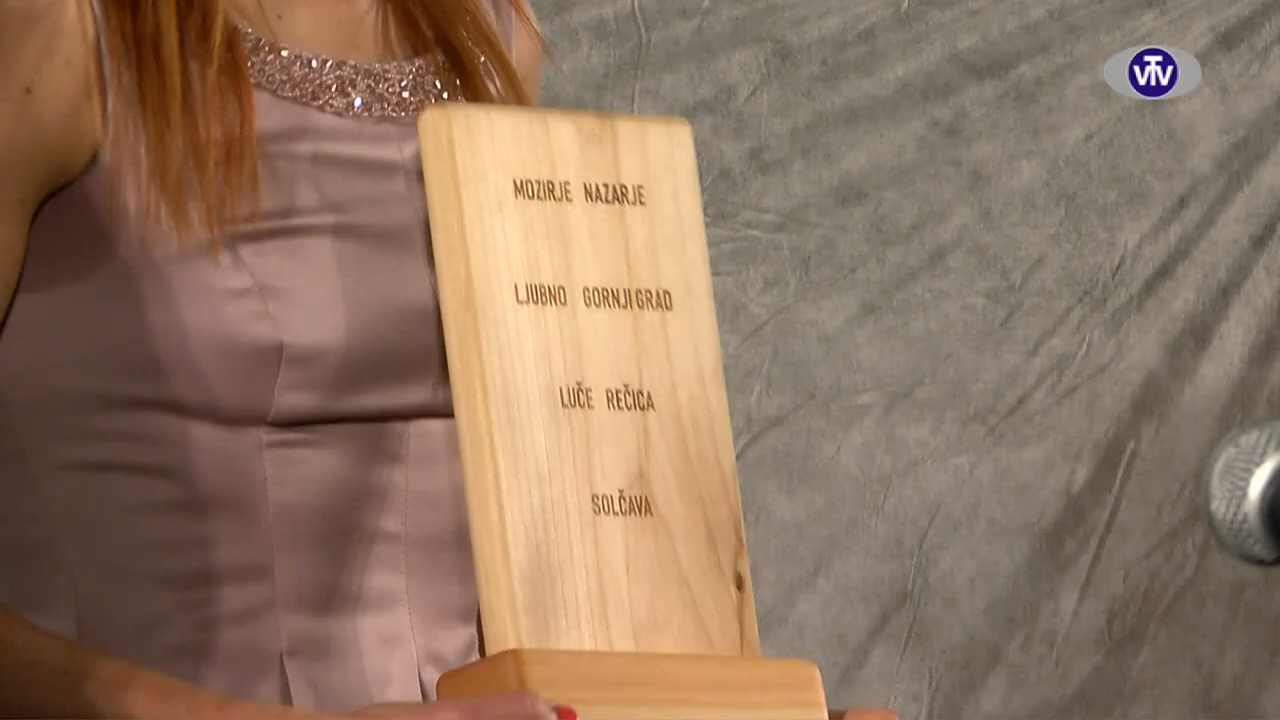 VTV
MOZIRJE NAZARJE
LJUBNO GORNJI GRAD
LUČE REČICA
SOLČAVA